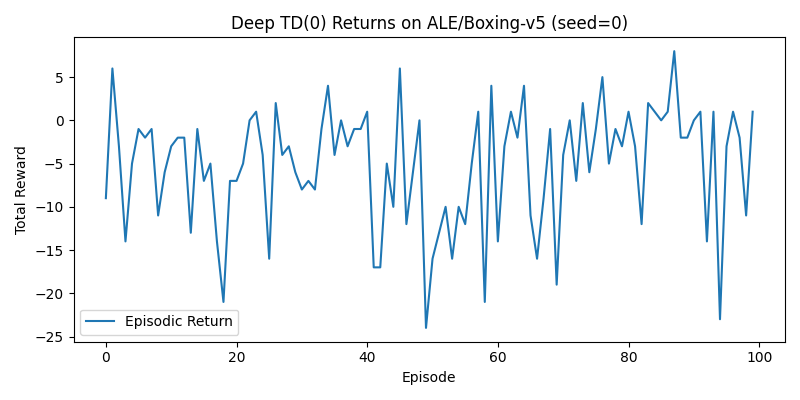 Deep TD(0) Returns on ALE/Boxing-v5 (seed=0)
Total Reward
5
0
−5
−10
−15
−20
−25
Episodic Return
0 20 40 60 80 100
Episode